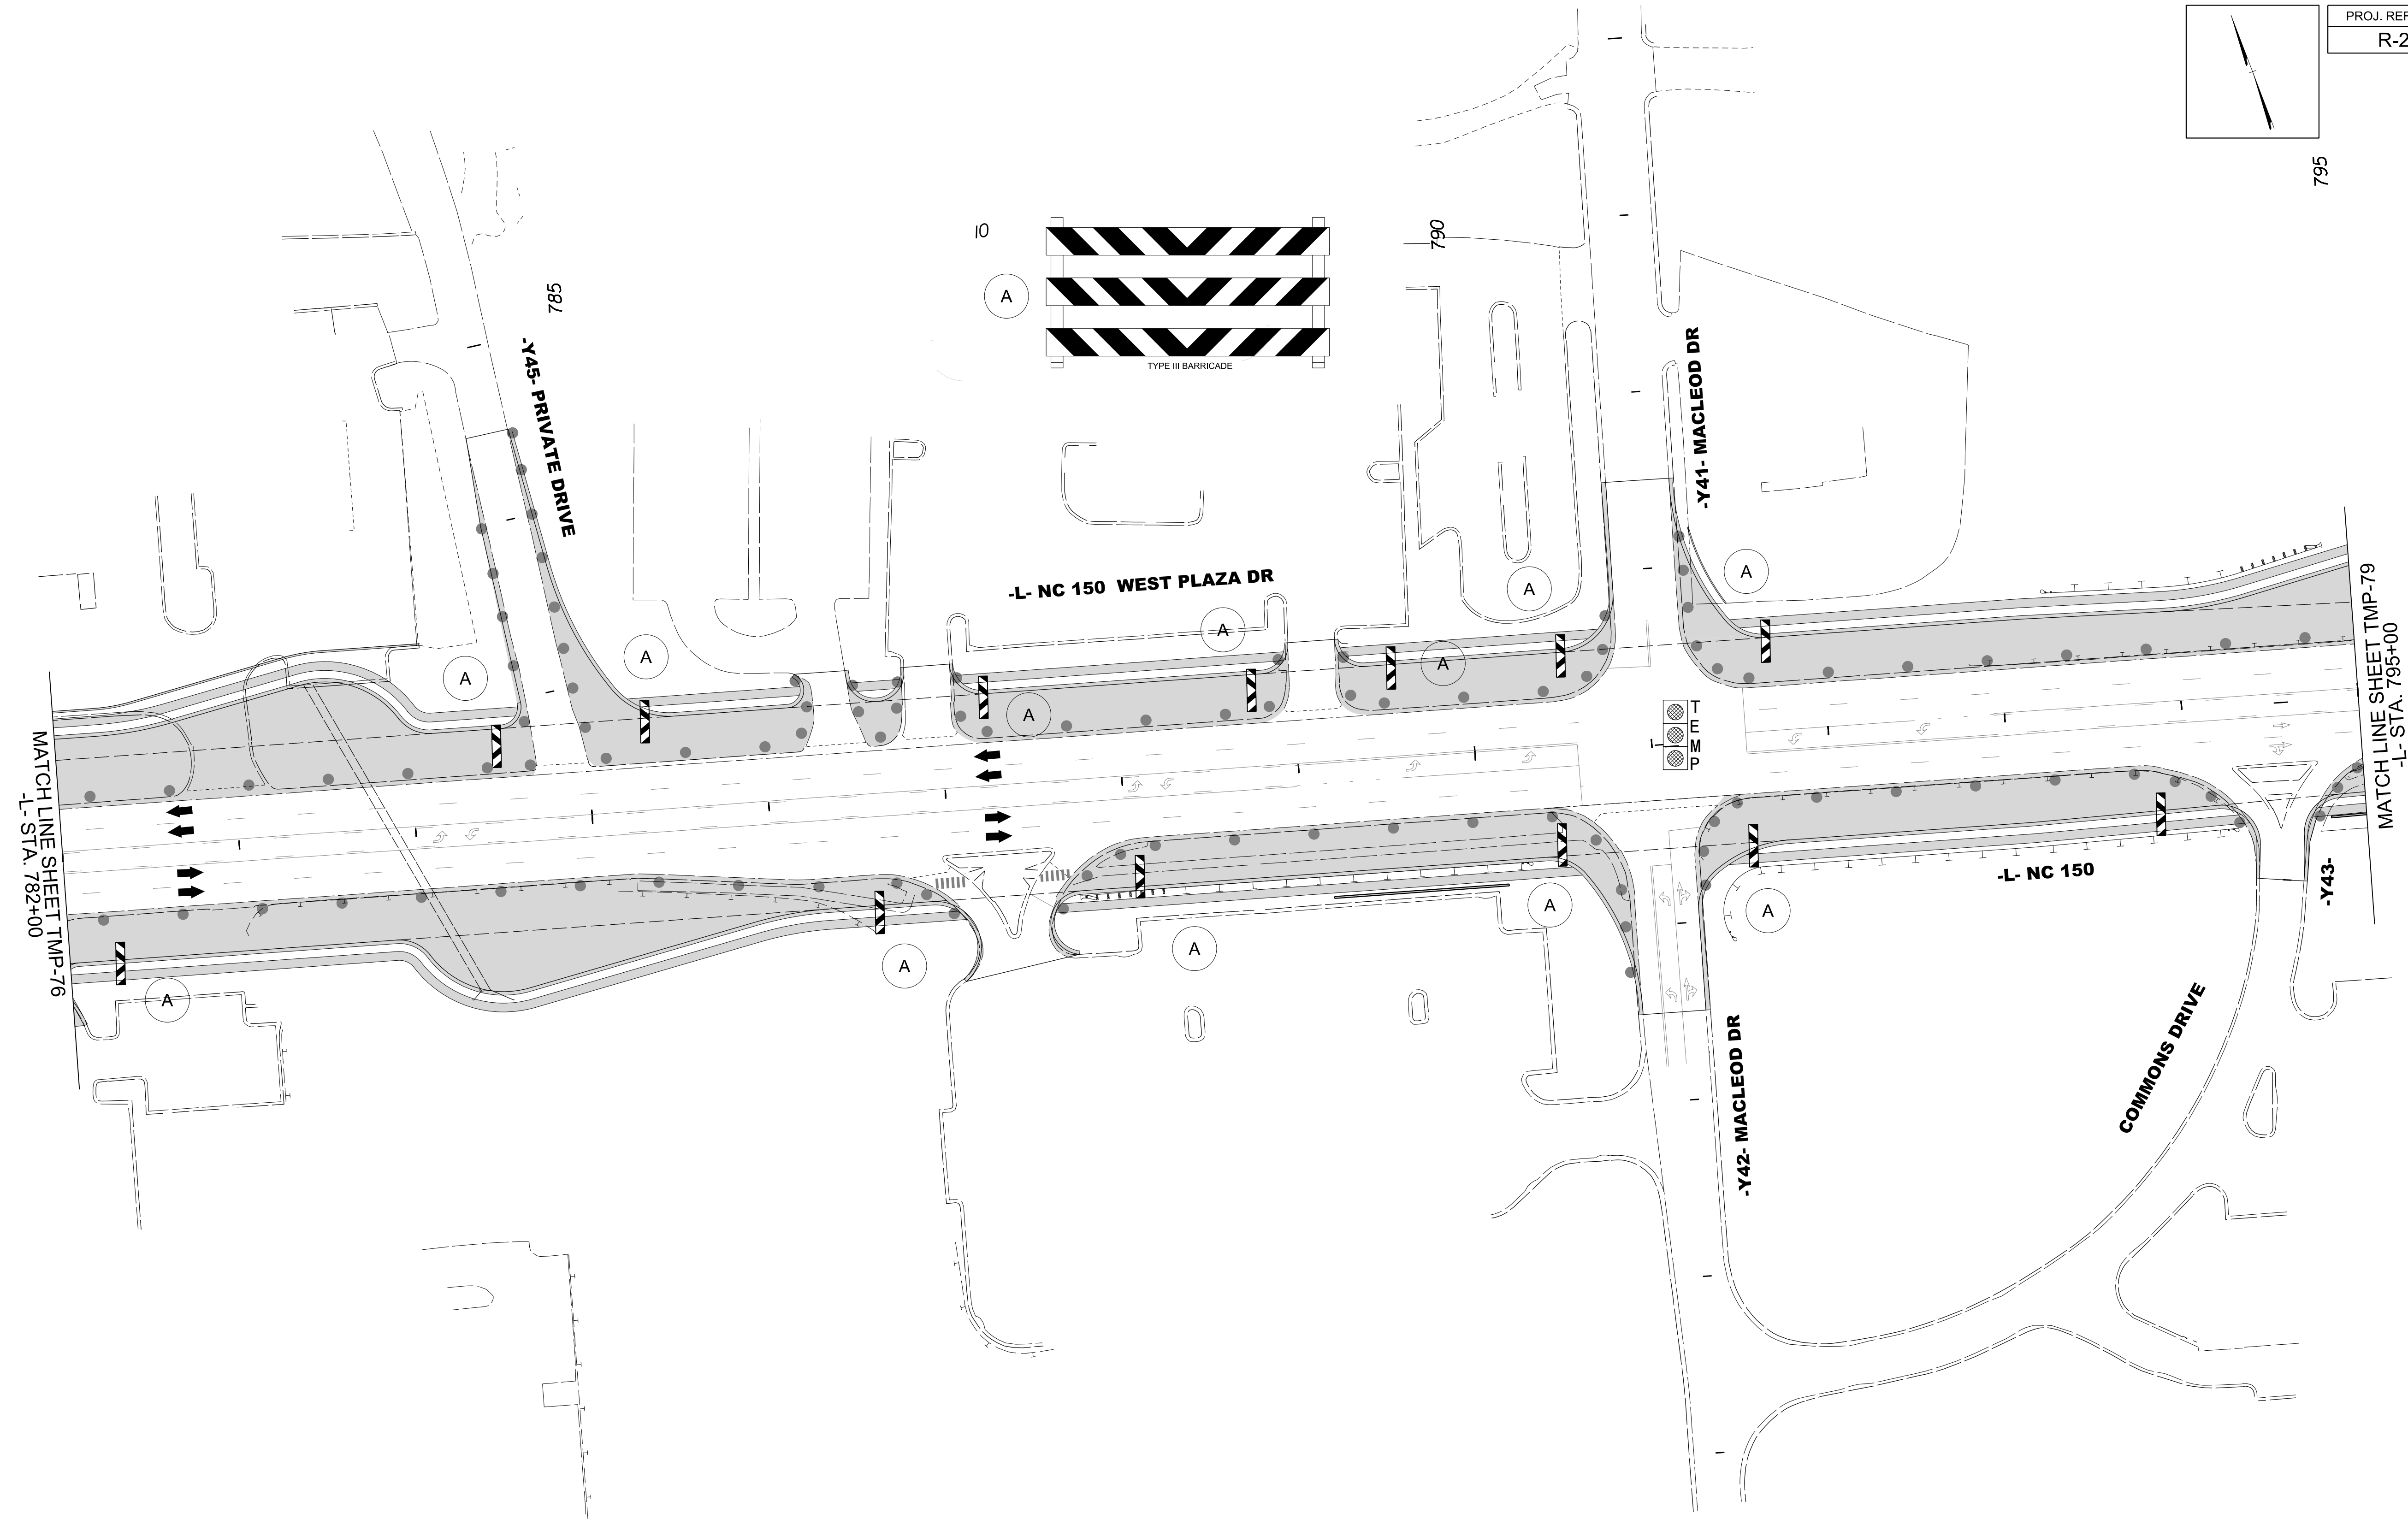 PROJ. REF
R-2
795
10
790
A
TYPE III BARRICADE
785
-Y45- PRIVATE DRIVE
-Y41- MACLEOD DR
A
-L- NC 150 WEST PLAZA DR
A
A
A
A
A
A
TEMP
MATCH LINE SHEET TMP-79
-L- STA. 795+00
MATCH LINE SHEET TMP-76
-L- STA. 782+00
-L- NC 150
-Y43-
A
A
A
A
A
COMMONS DRIVE
-Y42- MACLEOD DR